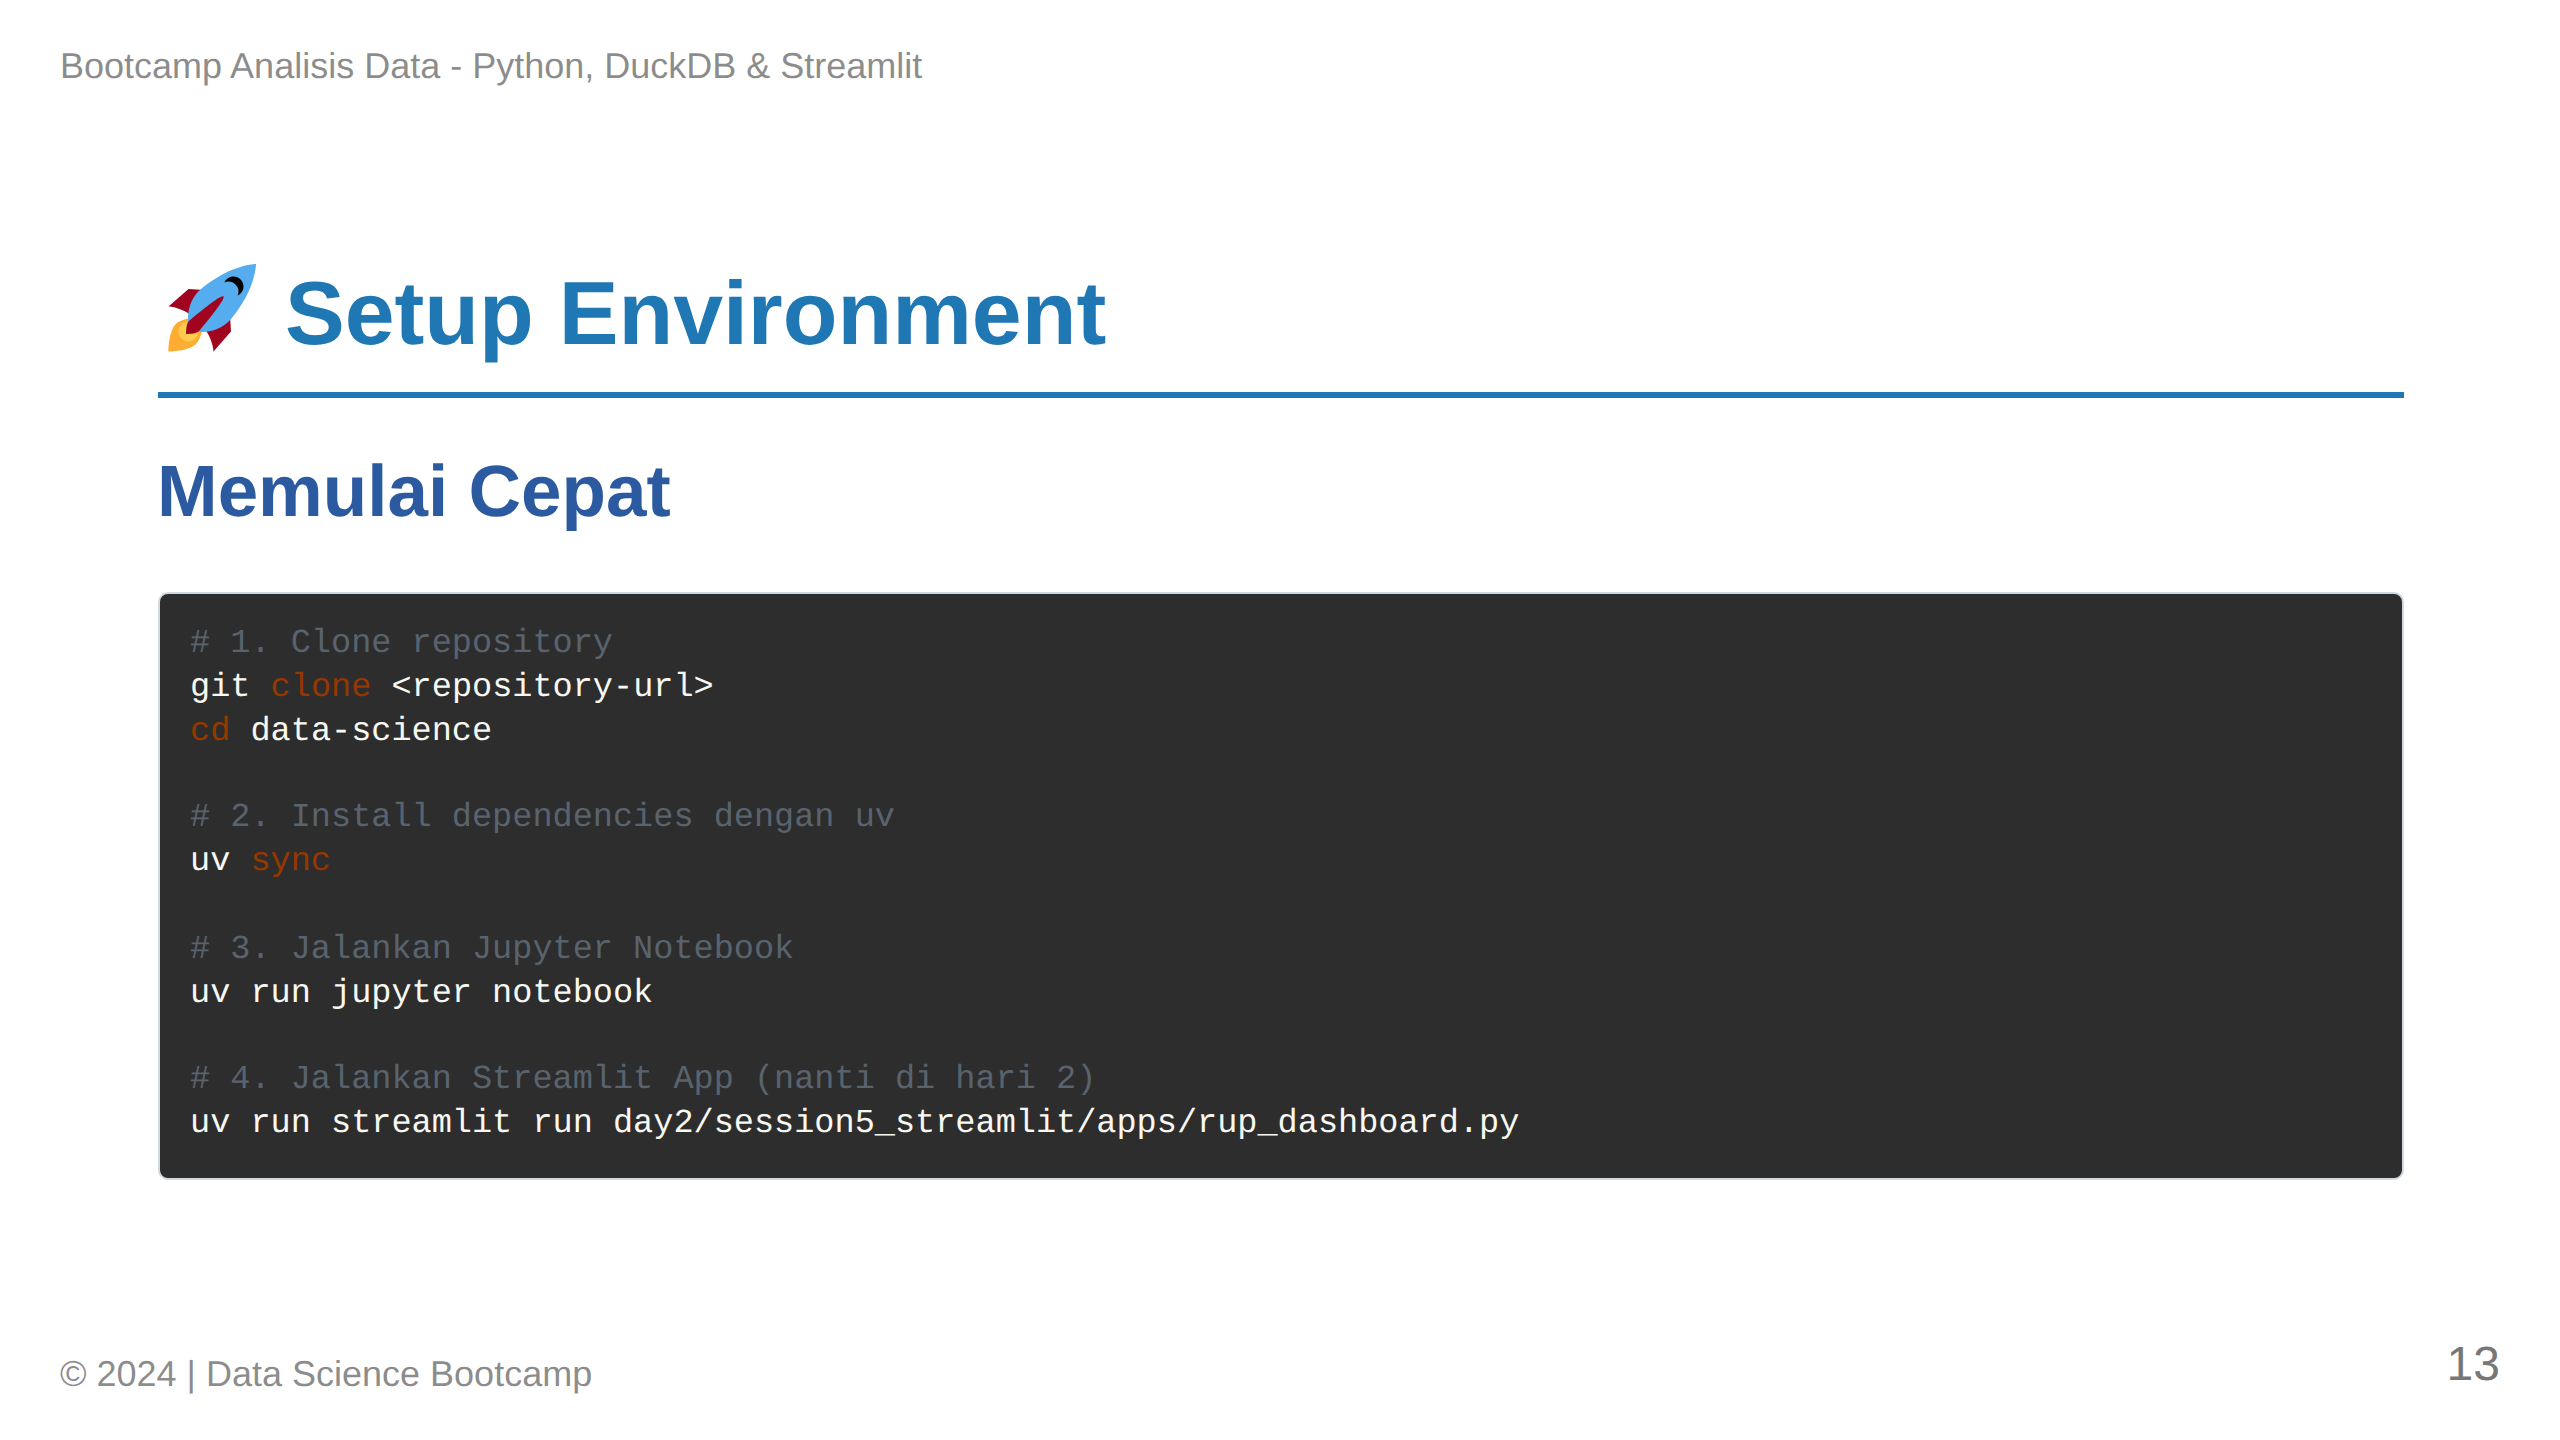 Bootcamp Analisis Data - Python, DuckDB & Streamlit
🚀 Setup Environment
Memulai Cepat
# 1. Clone repository
git clone <repository-url>
cd data-science
# 2. Install dependencies dengan uv
uv sync
# 3. Jalankan Jupyter Notebook
uv run jupyter notebook
# 4. Jalankan Streamlit App (nanti di hari 2)
uv run streamlit run day2/session5_streamlit/apps/rup_dashboard.py
© 2024 | Data Science Bootcamp
13